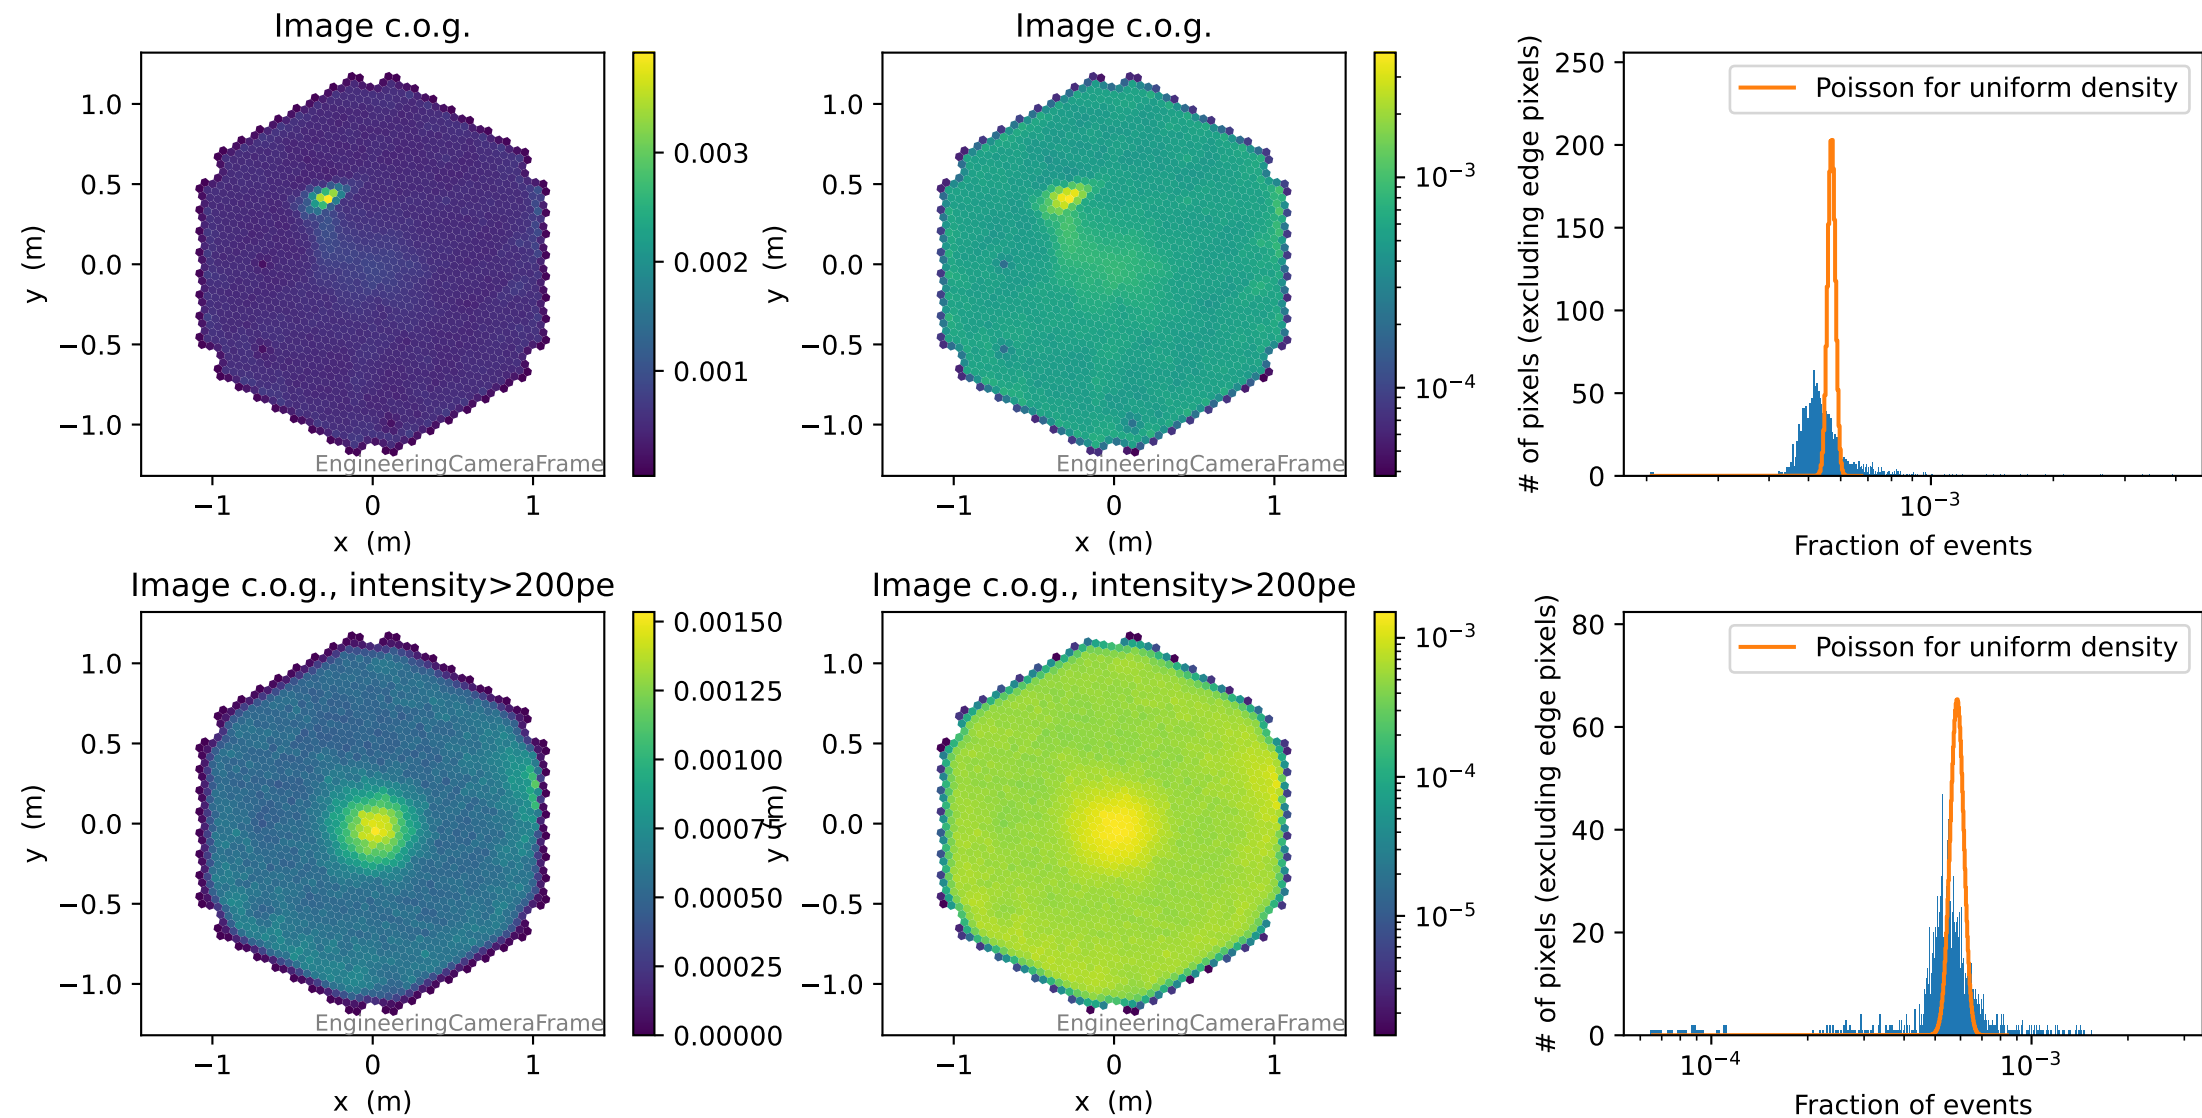 Image c.o.g.
1.0
0.5
0.0
−0.5
−1.0
y (m)
−1
0
1
x (m)
EngineeringCameraFrame
0.003
0.002
0.001
Image c.o.g.
1.0
0.5
0.0
−0.5
−1.0
y (m)
−1
0
1
x (m)
EngineeringCameraFrame
10−3
10−4
# of pixels (excluding edge pixels)
250
200
150
100
50
0
Poisson for uniform density
10−3
Fraction of events
Image c.o.g., intensity>200pe
1.0
0.5
0.0
−0.5
−1.0
y (m)
−1
0
1
x (m)
EngineeringCameraFrame
0.00150
0.00125
0.00100
0.00050
0.00025
0.00000
Image c.o.g., intensity>200pe
1.0
0.5
0.0
−0.5
−1.0
y (m)
−1
0
1
x (m)
EngineeringCameraFrame
10−3
10−4
10−5
# of pixels (excluding edge pixels)
80
60
40
20
0
Poisson for uniform density
10−4
10−3
Fraction of events